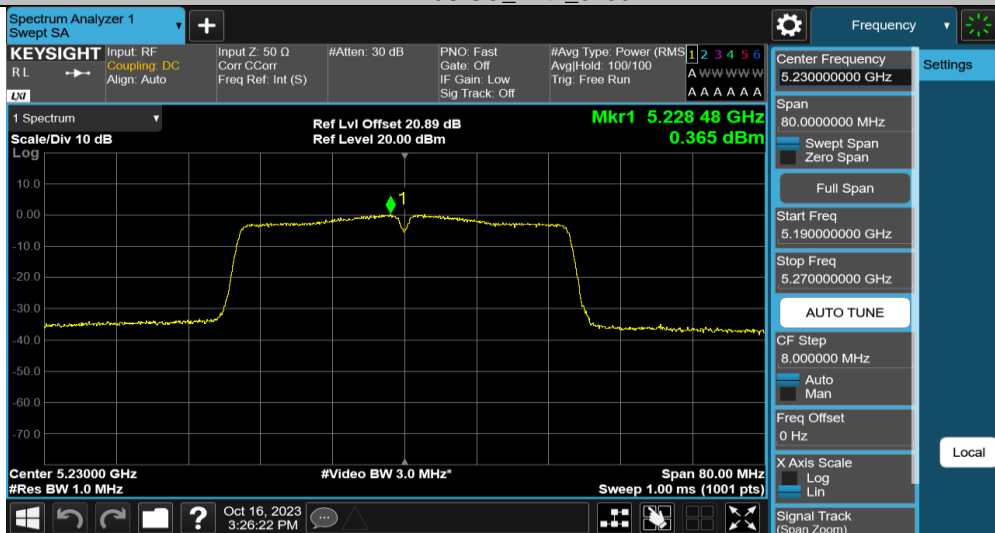 Spectrum Analyzer 1
Swept SA
Frequency
KEYSIGHT
R L
LXI
Input: RF
Coupling: DC
Align: Auto
Input Z: 50 Ω
Corr CCorr
Freq Ref: Int (S)
#Atten: 30 dB
PNO: Fast
Gate: Off
IF Gain: Low
Sig Track: Off
#Avg Type: Power (RMS
Avg|Hold: 100/100
Trig: Free Run
1 2 3 4 5 6
A W W W W W
A A A A A A
1 Spectrum
Scale/Div 10 dB
Log
Ref Lvl Offset 20.89 dB
Ref Level 20.00 dBm
Mkr1 5.228 48 GHz
0.365 dBm
10.0
0.00
-10.0
-20.0
-30.0
-40.0
-50.0
-60.0
-70.0
1
Center 5.23000 GHz
#Res BW 1.0 MHz
#Video BW 3.0 MHz*
Span 80.00 MHz
Sweep 1.00 ms (1001 pts)
Oct 16, 2023
3:26:22 PM
Center Frequency
5.230000000 GHz
Span
80.0000000 MHz
Swept Span
Zero Span
Full Span
Start Freq
5.190000000 GHz
Stop Freq
5.270000000 GHz
AUTO TUNE
CF Step
8.000000 MHz
Auto
Man
Freq Offset
0 Hz
X Axis Scale
Log
Lin
Signal Track
(Span Zoom)
Settings
Local